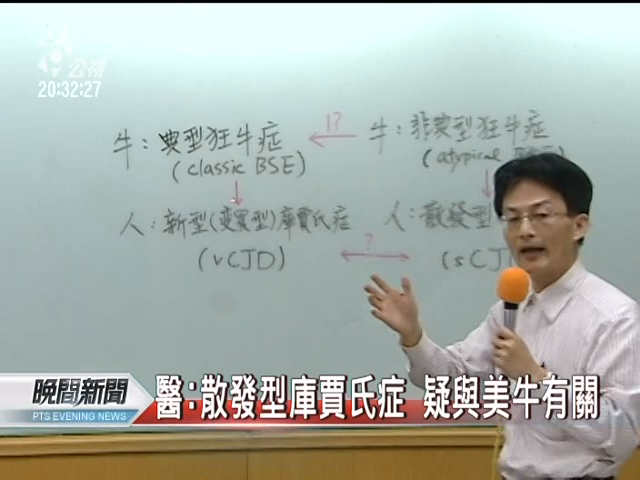 公視
20:32:27
牛：典型狂牛症 1? 牛：非典型狂牛症
(classic BSE) (atypical BSE)
人：新型(變異型)庫賈氏症 人：散發型
(vCJD) ? (sCJ
晚間新聞
PTS EVENING NEWS
醫：散發型庫賈氏症 疑與美牛有關